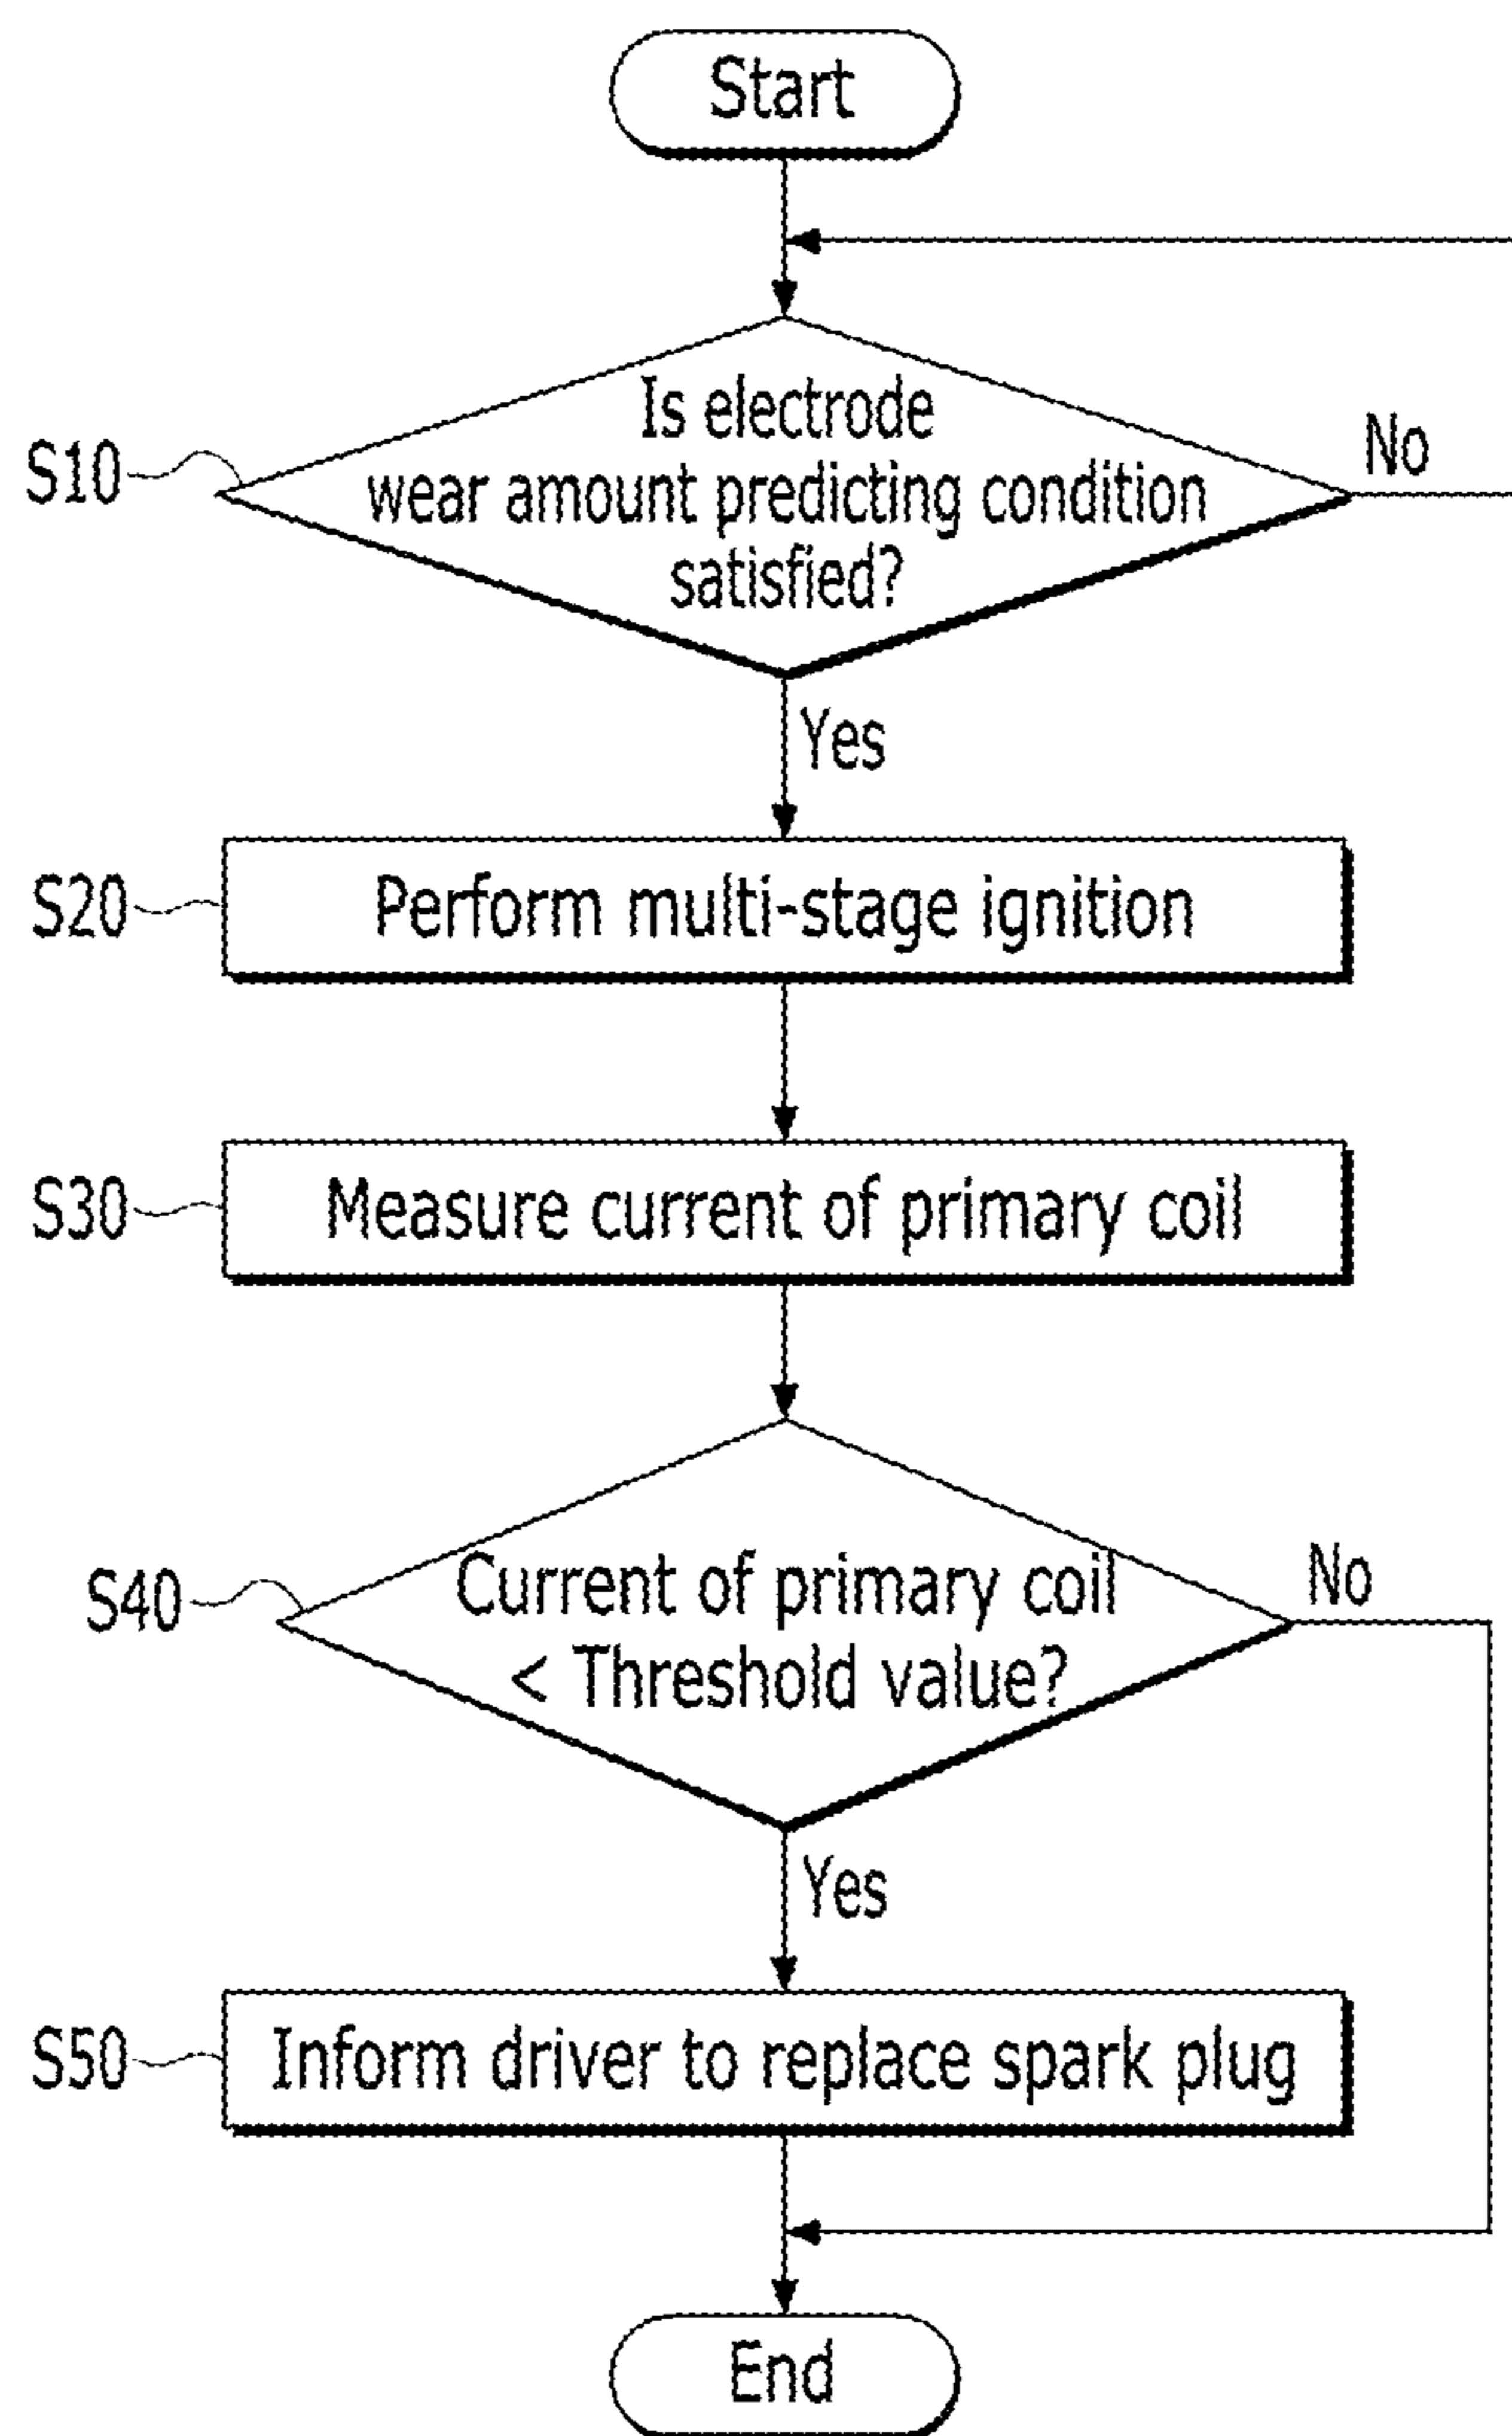 Start
Is electrode
wear amount predicting condition
satisfied?
S10
No
Yes
S20
Perform multi-stage ignition
S30
Measure current of primary coil
S40
Current of primary coil
< Threshold value?
No
Yes
S50
Inform driver to replace spark plug
End